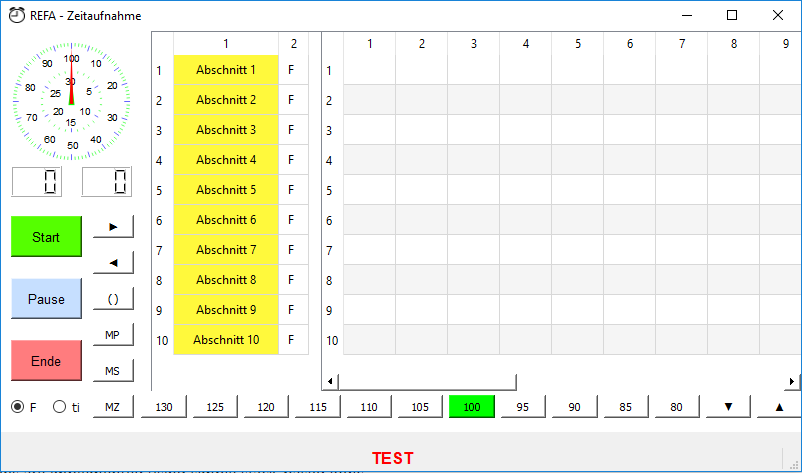 REFA - Zeitaufnahme
1 2 1 2 3 4 5 6 7 8 9
100
10
20
30
40
50
60
70
80
90
30
5
10
15
20
25
0 0
Start
Pause
Ende
►
◄
( )
MP
MS
1 Abschnitt 1 F 1
2 Abschnitt 2 F 2
3 Abschnitt 3 F 3
4 Abschnitt 4 F 4
5 Abschnitt 5 F 5
6 Abschnitt 6 F 6
7 Abschnitt 7 F 7
8 Abschnitt 8 F 8
9 Abschnitt 9 F 9
10 Abschnitt 10 F 10
F ti MZ 130 125 120 115 110 105 100 95 90 85 80 ▼ ▲
TEST